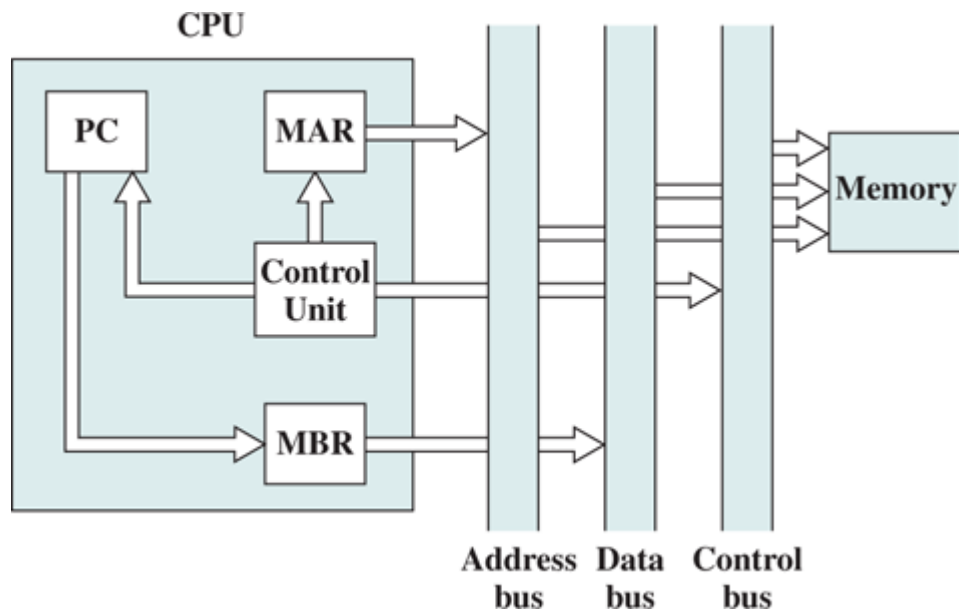 CPU
PC
MAR
Memory
Control
Unit
MBR
Address
bus
Data
bus
Control
bus